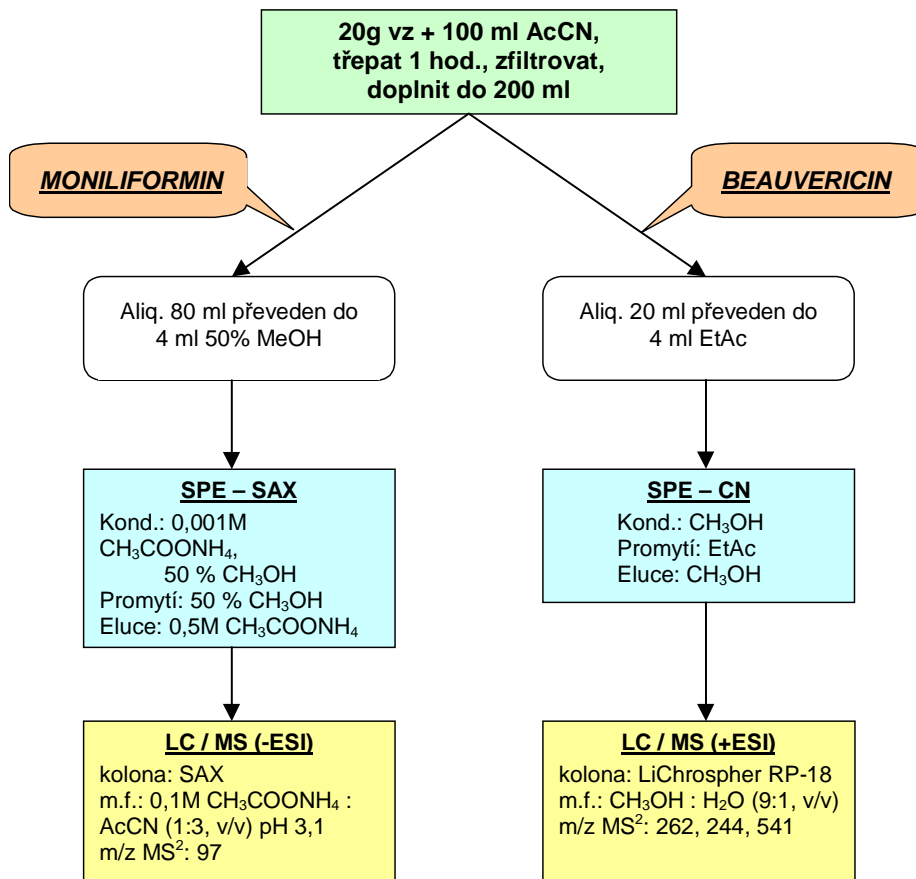 20g vz + 100 ml AcCN,
třepat 1 hod., zfiltrovat,
doplnit do 200 ml
MONILIFORMIN
BEAUVERICIN
Aliq. 80 ml převeden do
4 ml 50% MeOH
Aliq. 20 ml převeden do
4 ml EtAc
SPE – SAX
Kond.: 0,001M
CH₃COONH₄,
50 % CH₃OH
Promytí: 50 % CH₃OH
Eluce: 0,5M CH₃COONH₄
SPE – CN
Kond.: CH₃OH
Promytí: EtAc
Eluce: CH₃OH
LC / MS (-ESI)
kolona: SAX
m.f.: 0,1M CH₃COONH₄ :
AcCN (1:3, v/v) pH 3,1
m/z MS²: 97
LC / MS (+ESI)
kolona: LiChrospher RP-18
m.f.: CH₃OH : H₂O (9:1, v/v)
m/z MS²: 262, 244, 541